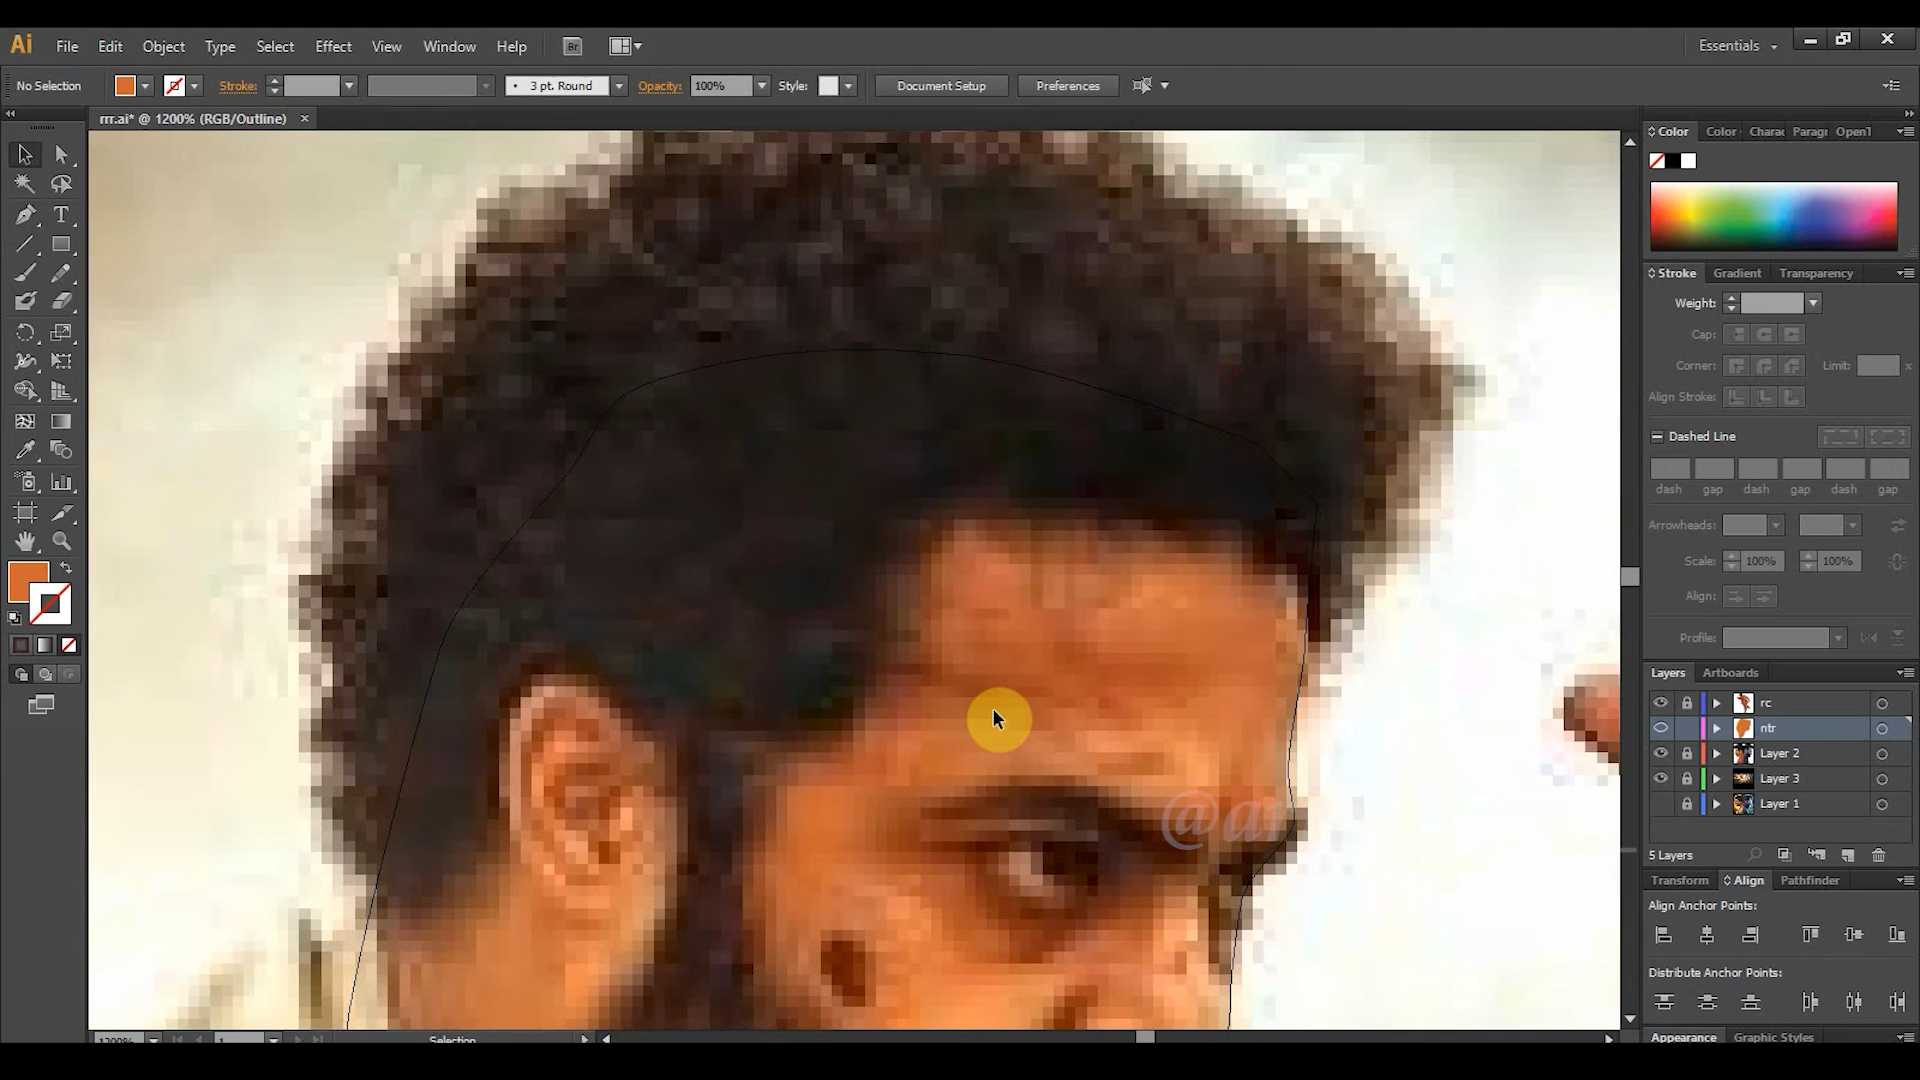 Ai File Edit Object Type Select Effect View Window Help Br Essentials
No Selection Stroke: 3 pt. Round Opacity: 100% Style: Document Setup Preferences
rrr.ai* @ 1200% (RGB/Outline) ×
Color Color Charac Paragr OpenT
Stroke Gradient Transparency
Weight:
Cap:
Corner: Limit: x
Align Stroke:
Dashed Line
dash gap dash gap dash gap
Arrowheads:
Scale: 100% 100%
Align:
Profile:
Layers Artboards
rc
ntr
Layer 2
Layer 3
Layer 1
@ar
5 Layers
Transform Align Pathfinder
Align Anchor Points:
Distribute Anchor Points:
1200% 1 Selection
Appearance Graphic Styles